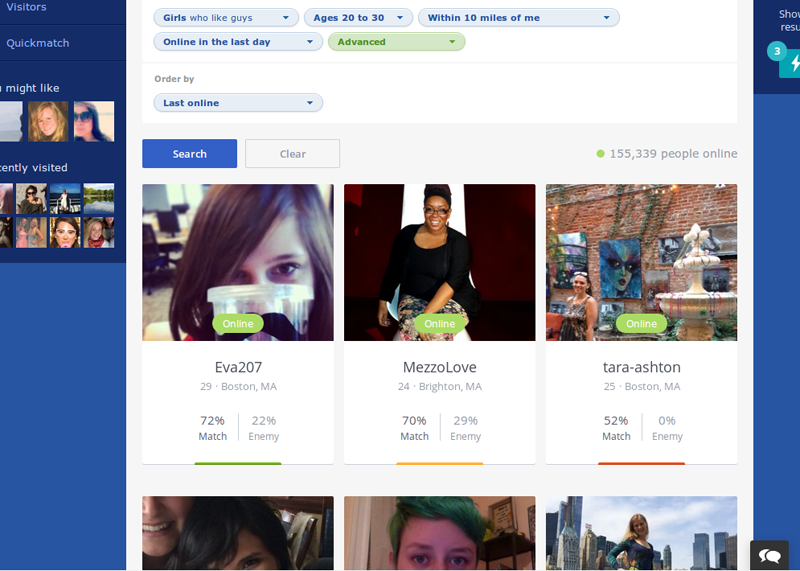 Visitors
Quickmatch
u might like
cently visited
Girls who like guys
Ages 20 to 30
Within 10 miles of me
Online in the last day
Advanced
Order by
Last online
Search
Clear
155,339 people online
Show
resu
3
Online
Online
Online
Eva207
MezzoLove
tara-ashton
29 · Boston, MA
24 · Brighton, MA
25 · Boston, MA
72%
22%
70%
29%
52%
0%
Match
Enemy
Match
Enemy
Match
Enemy